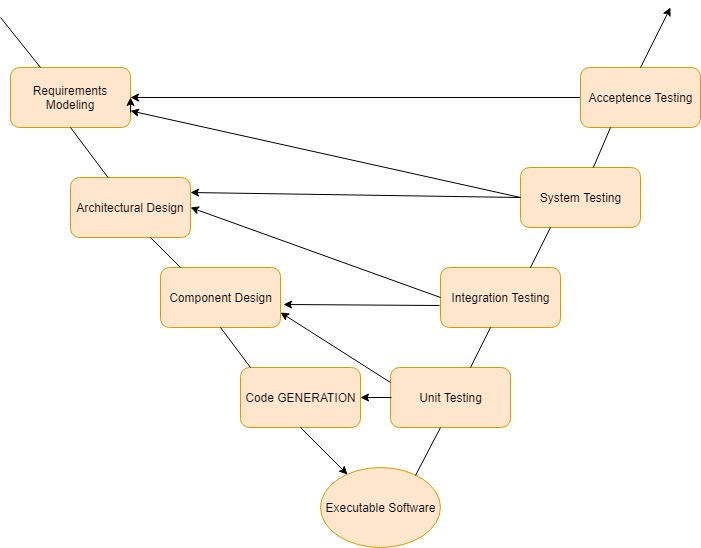 Requirements
Modeling
Acceptence Testing
System Testing
Architectural Design
Component Design
Integration Testing
Code GENERATION
Unit Testing
Executable Software